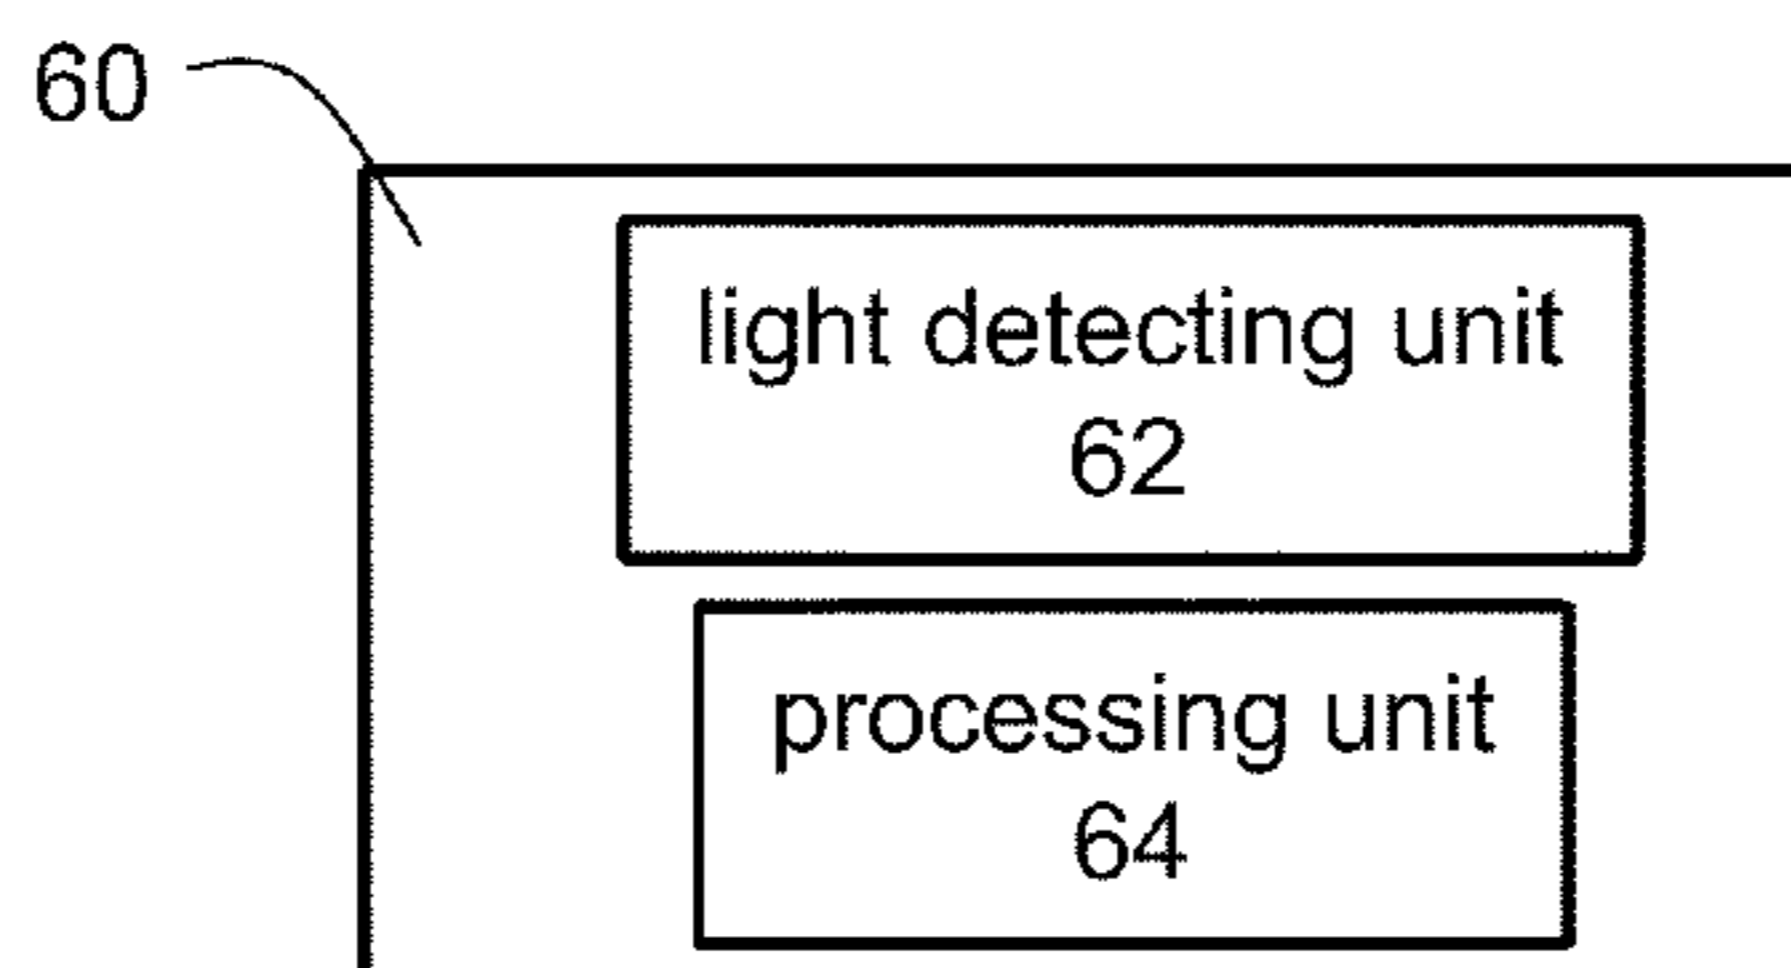 60
light detecting unit
62
processing unit
64